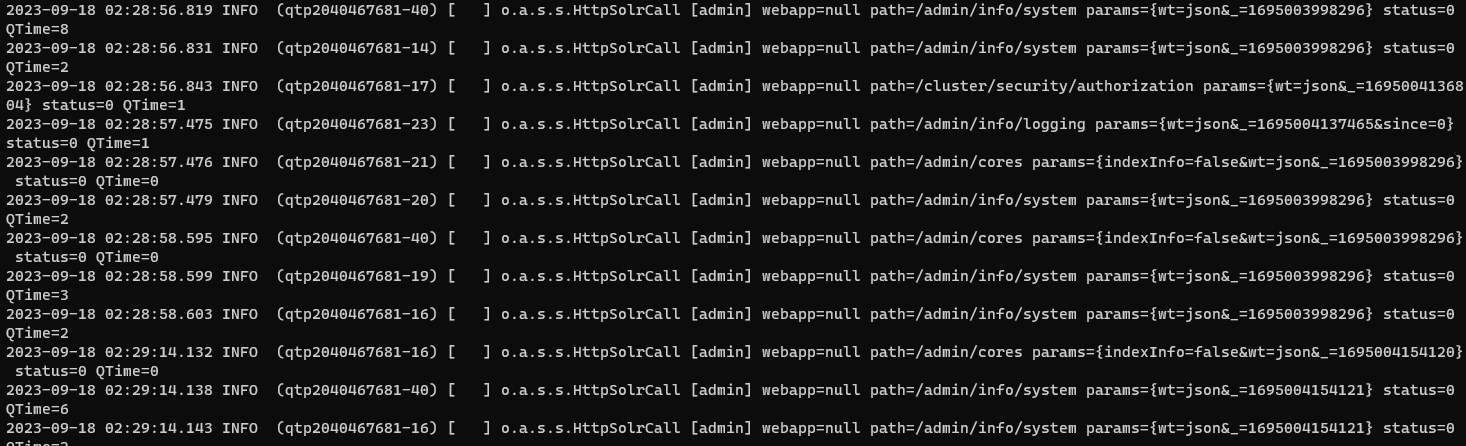 2023-09-18 02:28:56.819 INFO  (qtp2040467681-40) [   ] o.a.s.s.HttpSolrCall [admin] webapp=null path=/admin/info/system params={wt=json&_=1695003998296} status=0
QTime=8
2023-09-18 02:28:56.831 INFO  (qtp2040467681-14) [   ] o.a.s.s.HttpSolrCall [admin] webapp=null path=/admin/info/system params={wt=json&_=1695003998296} status=0
QTime=2
2023-09-18 02:28:56.843 INFO  (qtp2040467681-17) [   ] o.a.s.s.HttpSolrCall [admin] webapp=null path=/cluster/security/authorization params={wt=json&_=16950041368
04} status=0 QTime=1
2023-09-18 02:28:57.475 INFO  (qtp2040467681-23) [   ] o.a.s.s.HttpSolrCall [admin] webapp=null path=/admin/info/logging params={wt=json&_=1695004137465&since=0}
status=0 QTime=1
2023-09-18 02:28:57.476 INFO  (qtp2040467681-21) [   ] o.a.s.s.HttpSolrCall [admin] webapp=null path=/admin/cores params={indexInfo=false&wt=json&_=1695003998296}
 status=0 QTime=0
2023-09-18 02:28:57.479 INFO  (qtp2040467681-20) [   ] o.a.s.s.HttpSolrCall [admin] webapp=null path=/admin/info/system params={wt=json&_=1695003998296} status=0
QTime=2
2023-09-18 02:28:58.595 INFO  (qtp2040467681-40) [   ] o.a.s.s.HttpSolrCall [admin] webapp=null path=/admin/cores params={indexInfo=false&wt=json&_=1695003998296}
 status=0 QTime=0
2023-09-18 02:28:58.599 INFO  (qtp2040467681-19) [   ] o.a.s.s.HttpSolrCall [admin] webapp=null path=/admin/info/system params={wt=json&_=1695003998296} status=0
QTime=3
2023-09-18 02:28:58.603 INFO  (qtp2040467681-16) [   ] o.a.s.s.HttpSolrCall [admin] webapp=null path=/admin/info/system params={wt=json&_=1695003998296} status=0
QTime=2
2023-09-18 02:29:14.132 INFO  (qtp2040467681-16) [   ] o.a.s.s.HttpSolrCall [admin] webapp=null path=/admin/cores params={indexInfo=false&wt=json&_=1695004154120}
 status=0 QTime=0
2023-09-18 02:29:14.138 INFO  (qtp2040467681-40) [   ] o.a.s.s.HttpSolrCall [admin] webapp=null path=/admin/info/system params={wt=json&_=1695004154121} status=0
QTime=6
2023-09-18 02:29:14.143 INFO  (qtp2040467681-16) [   ] o.a.s.s.HttpSolrCall [admin] webapp=null path=/admin/info/system params={wt=json&_=1695004154121} status=0